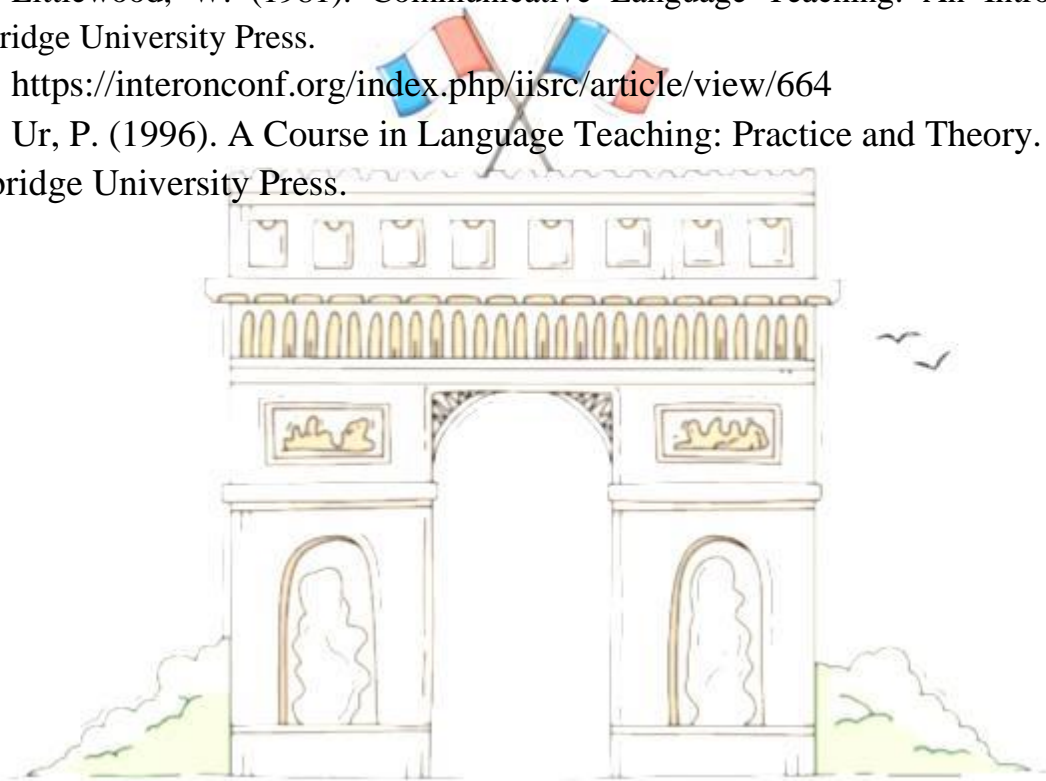 Littlewood, W. (1981). Communicative Language Teaching: An Intro
ridge University Press.
https://interonconf.org/index.php/iisrc/article/view/664
Ur, P. (1996). A Course in Language Teaching: Practice and Theory.
bridge University Press.